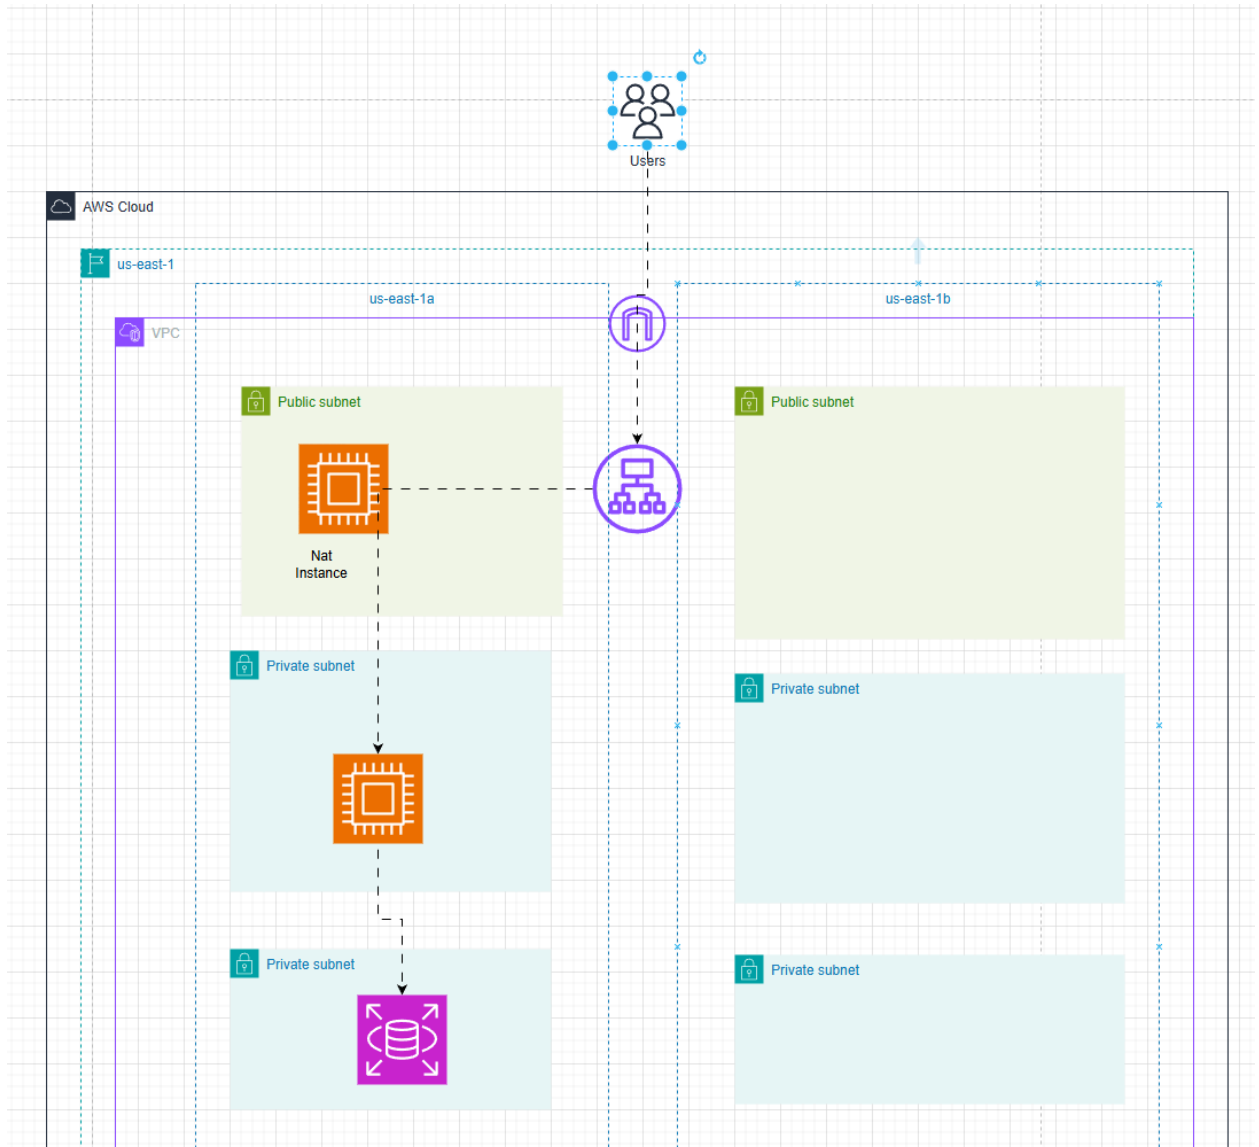 Users
AWS Cloud
us-east-1
us-east-1a
us-east-1b
VPC
Public subnet
Public subnet
Nat
Instance
Private subnet
Private subnet
Private subnet
Private subnet